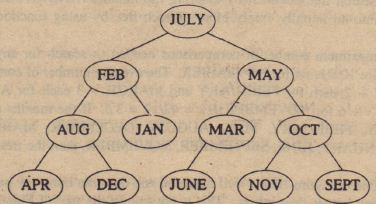 JULY
FEB MAY
AUG JAN MAR OCT
APR DEC JUNE NOV SEPT